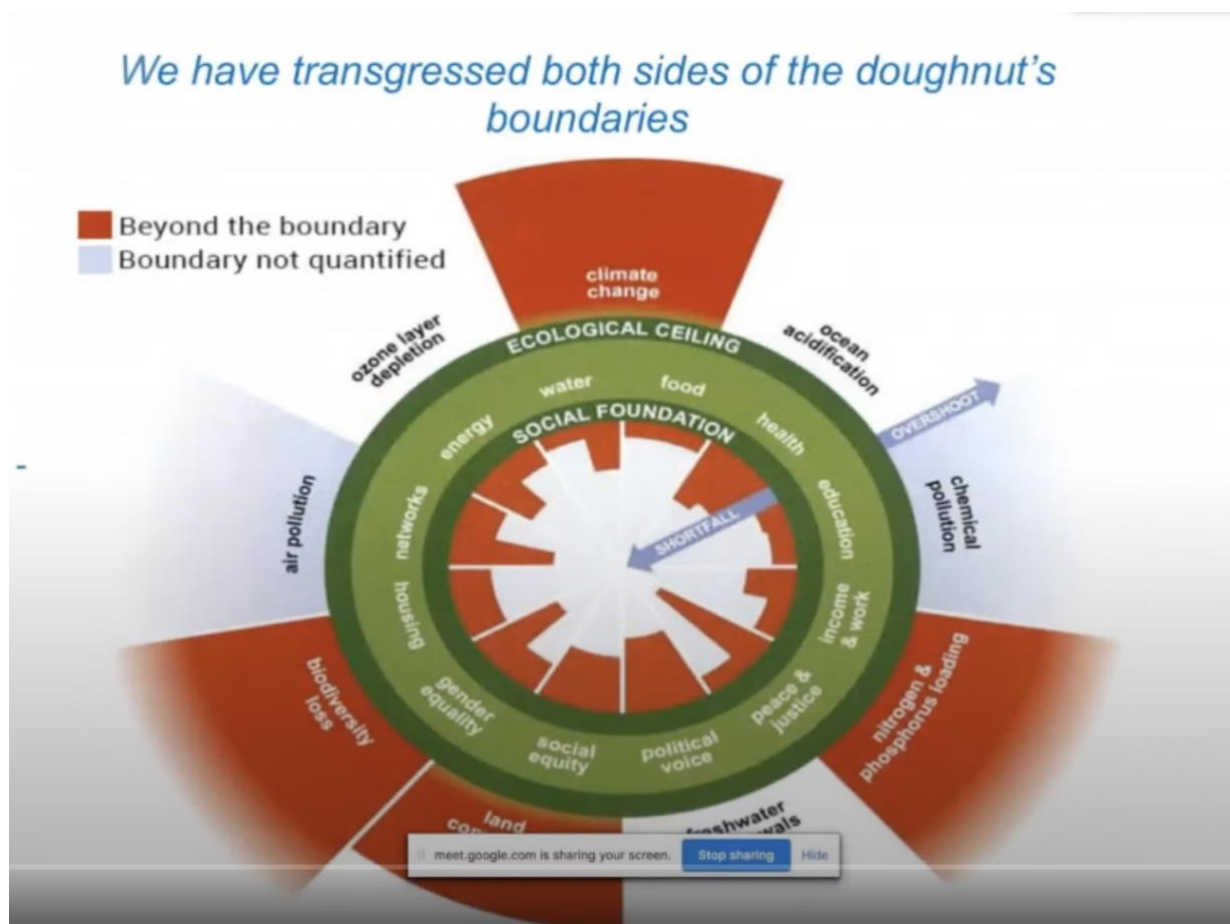 We have transgressed both sides of the doughnut's
boundaries
Beyond the boundary
Boundary not quantified
climate
change
ozone layer
depletion
ocean
acidification
ECOLOGICAL CEILING
OVERSHOOT
water
food
energy
health
SOCIAL FOUNDATION
air pollution
networks
education
chemical
pollution
SHORTFALL
housing
income
& work
biodiversity
loss
gender
equality
social
equity
political
voice
peace &
justice
nitrogen &
phosphorus loading
land
meet.google.com is sharing your screen.
Stop sharing
Hide